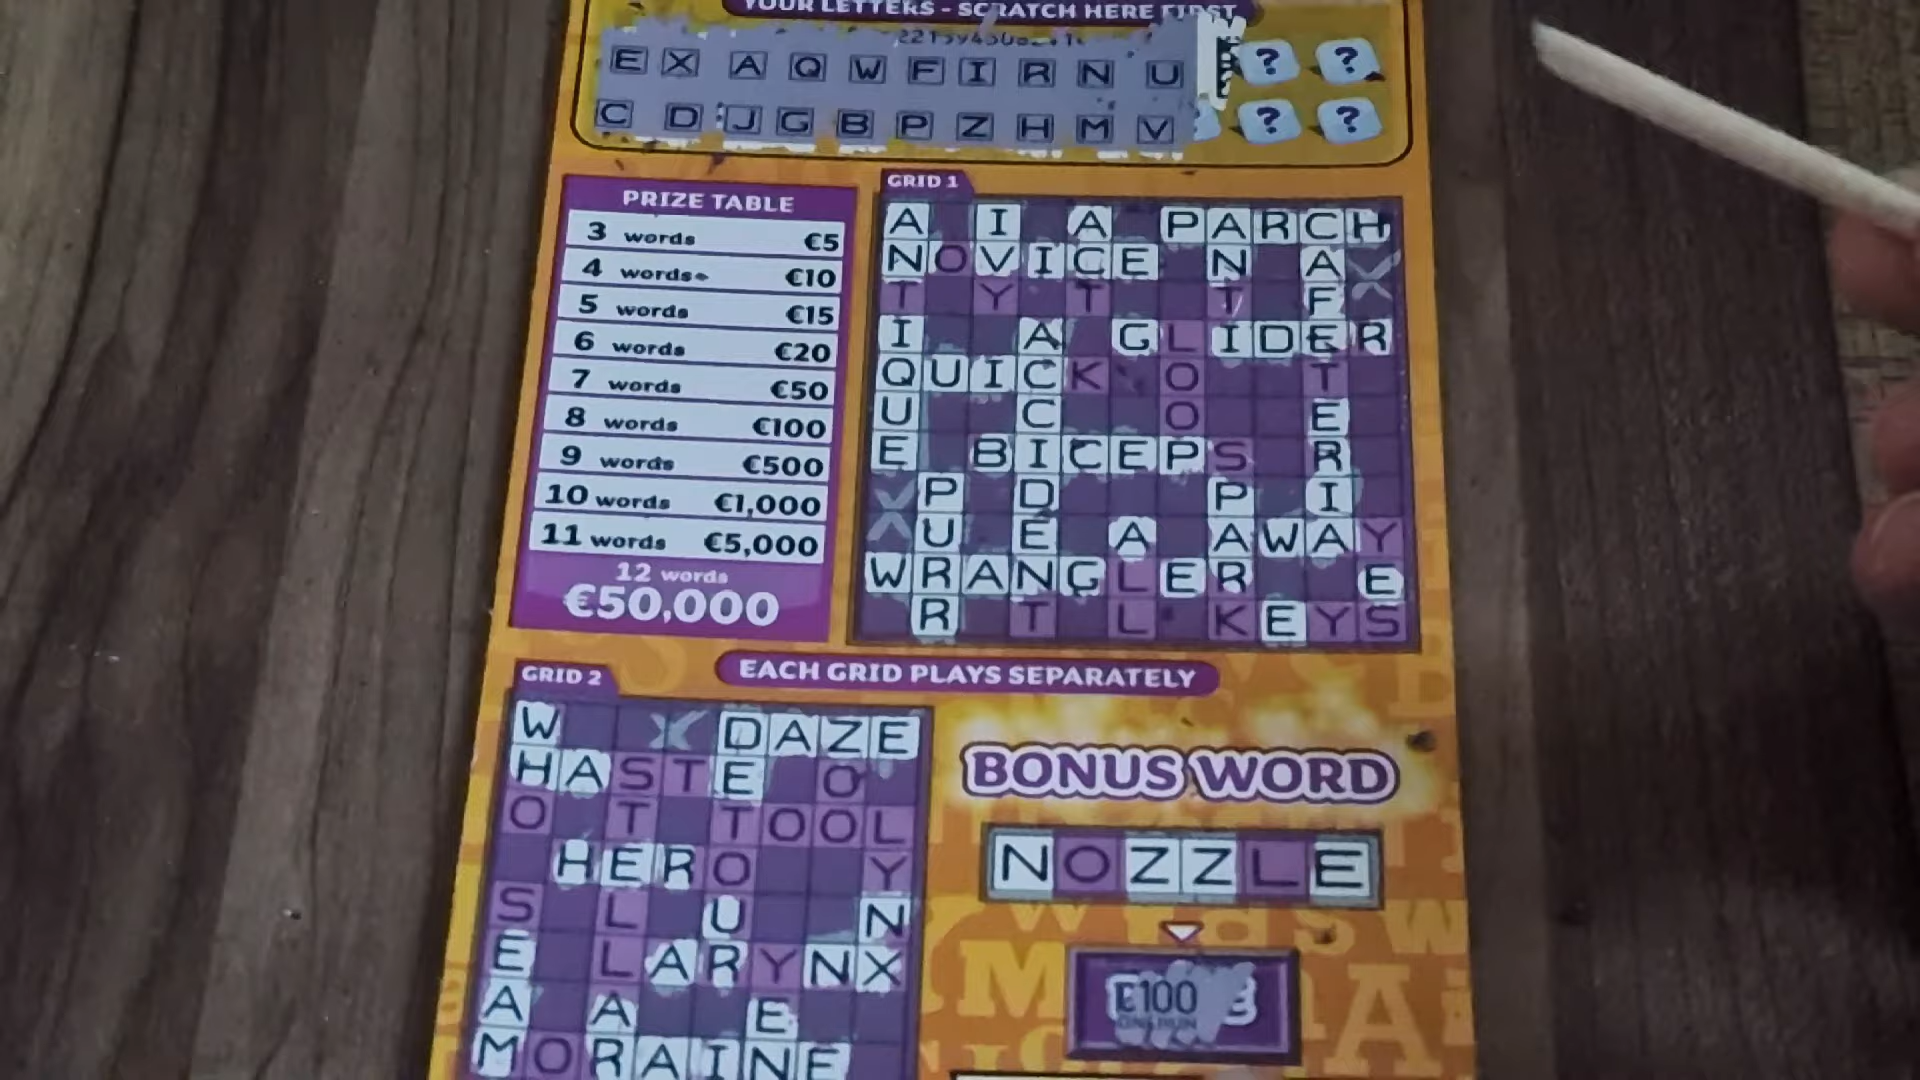 YOUR LETTERS - SCRATCH HERE FIRST
E X A Q W F I R N U ? ?
C D J G B P Z H M V ? ?
PRIZE TABLE
3 words €5
4 words €10
5 words €15
6 words €20
7 words €50
8 words €100
9 words €500
10 words €1,000
11 words €5,000
12 words
€50,000
GRID 1
A I A PARCH
NOVICE N A
T Y T T F
I A GLIDER
QUICK O T
U C O E
E BICEPS R
P D P I
U E A AWAY
WRANGLER E
R T L KEYS
EACH GRID PLAYS SEPARATELY
GRID 2
W DAZE
HASTE O
O T TOOL
HERO Y
S L U N
E LARYNX
A A E
MORAINE
BONUS WORD
NOZZLE
£100